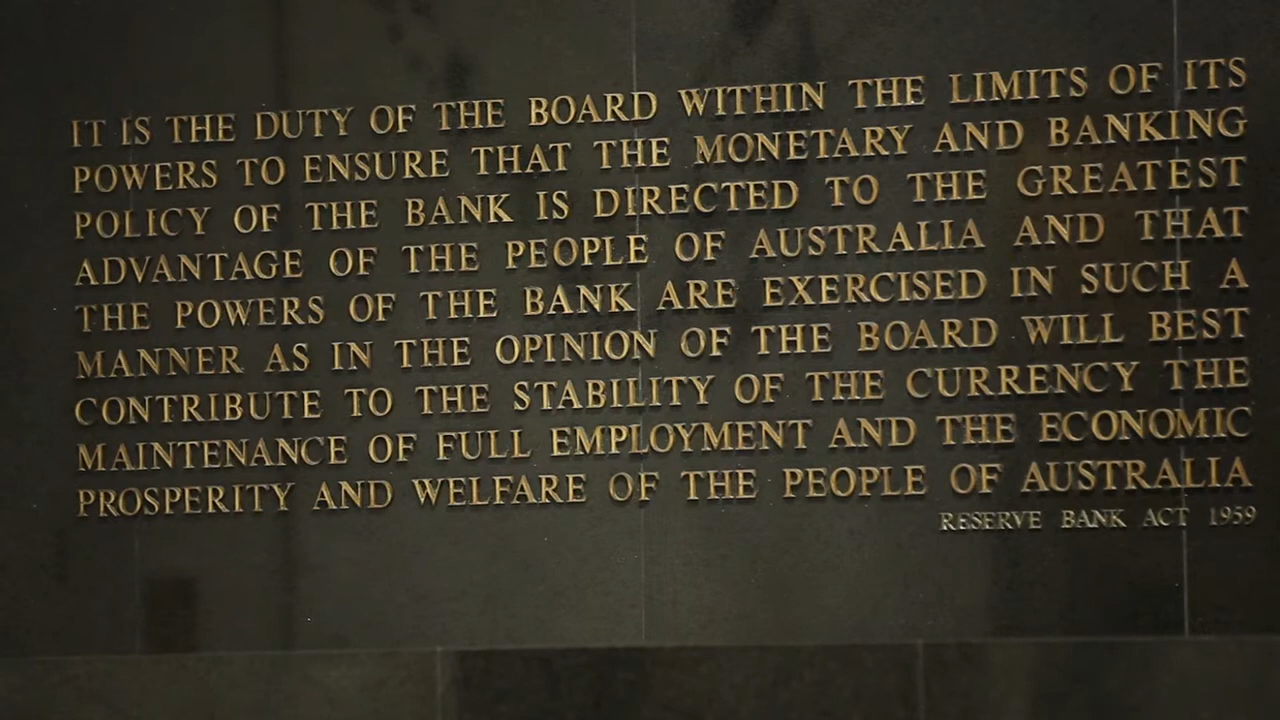 IT IS THE DUTY OF THE BOARD WITHIN THE LIMITS OF ITS
POWERS TO ENSURE THAT THE MONETARY AND BANKING
POLICY OF THE BANK IS DIRECTED TO THE GREATEST
ADVANTAGE OF THE PEOPLE OF AUSTRALIA AND THAT
THE POWERS OF THE BANK ARE EXERCISED IN SUCH A
MANNER AS IN THE OPINION OF THE BOARD WILL BEST
CONTRIBUTE TO THE STABILITY OF THE CURRENCY THE
MAINTENANCE OF FULL EMPLOYMENT AND THE ECONOMIC
PROSPERITY AND WELFARE OF THE PEOPLE OF AUSTRALIA
RESERVE BANK ACT 1959